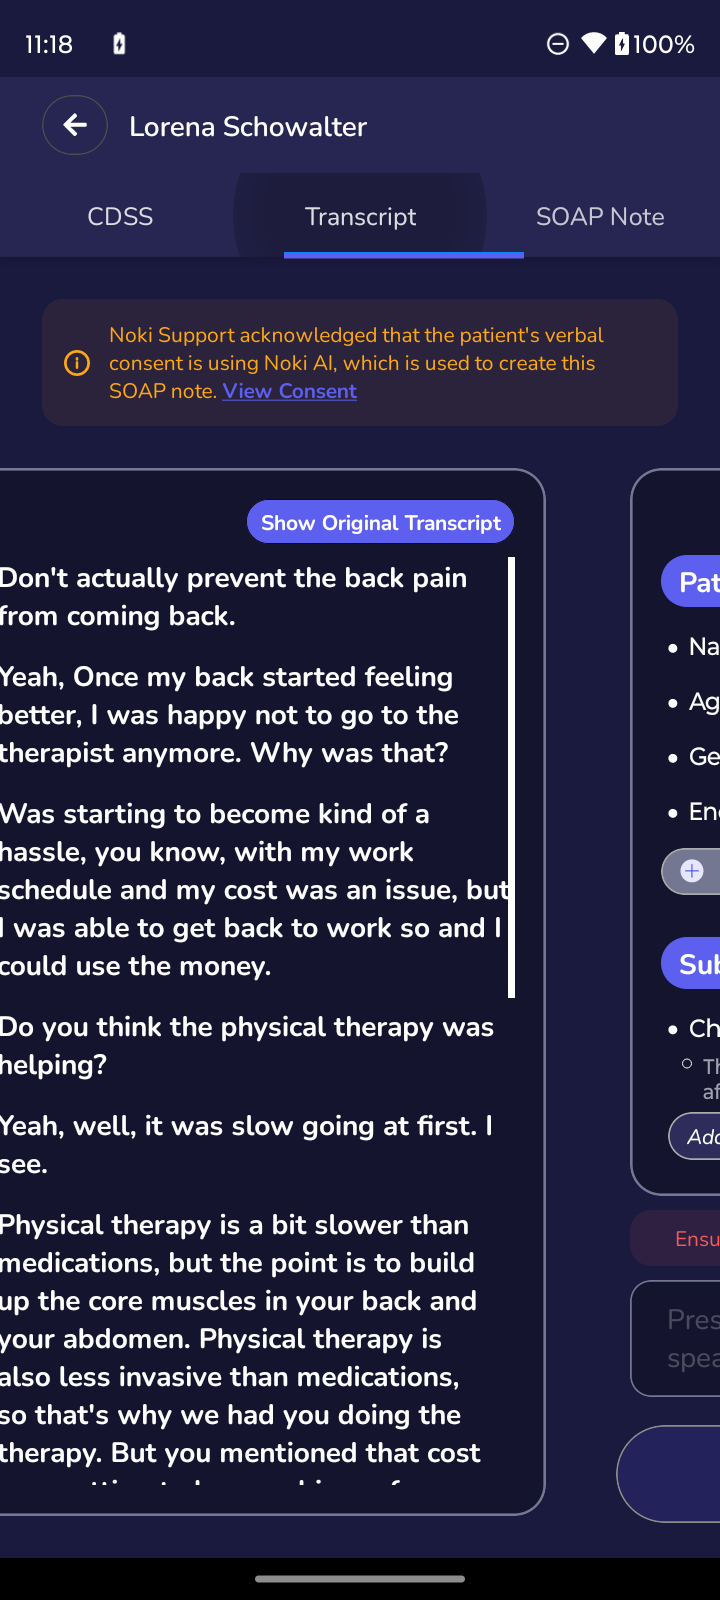 11:18
100%
Lorena Schowalter
CDSS
Transcript
SOAP Note
Noki Support acknowledged that the patient's verbal
consent is using Noki AI, which is used to create this
SOAP note. View Consent
Show Original Transcript
Don't actually prevent the back pain
from coming back.
Yeah, Once my back started feeling
better, I was happy not to go to the
therapist anymore. Why was that?
Was starting to become kind of a
hassle, you know, with my work
schedule and my cost was an issue, but
I was able to get back to work so and I
could use the money.
Do you think the physical therapy was
helping?
Yeah, well, it was slow going at first. I
see.
Physical therapy is a bit slower than
medications, but the point is to build
up the core muscles in your back and
your abdomen. Physical therapy is
also less invasive than medications,
so that's why we had you doing the
therapy. But you mentioned that cost
Pat
Na
Ag
Ge
Enc
Sub
Ch
Th
af
Add
Ensu
Pres
spea